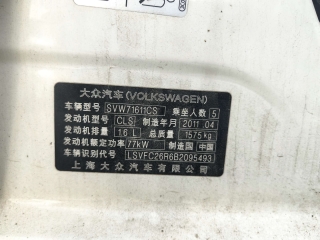 大众汽车(VOLKSWAGEN)
车辆型号 SVW71611CS 乘坐人数 5
发动机型号 CLS 制造年月 2011.04
发动机排量 1.6 L 总质量 1575 kg
发动机额定功率 77kW 制造国 中国
车辆识别代号 LSVFC26R6B2095493
上海大众汽车有限公司